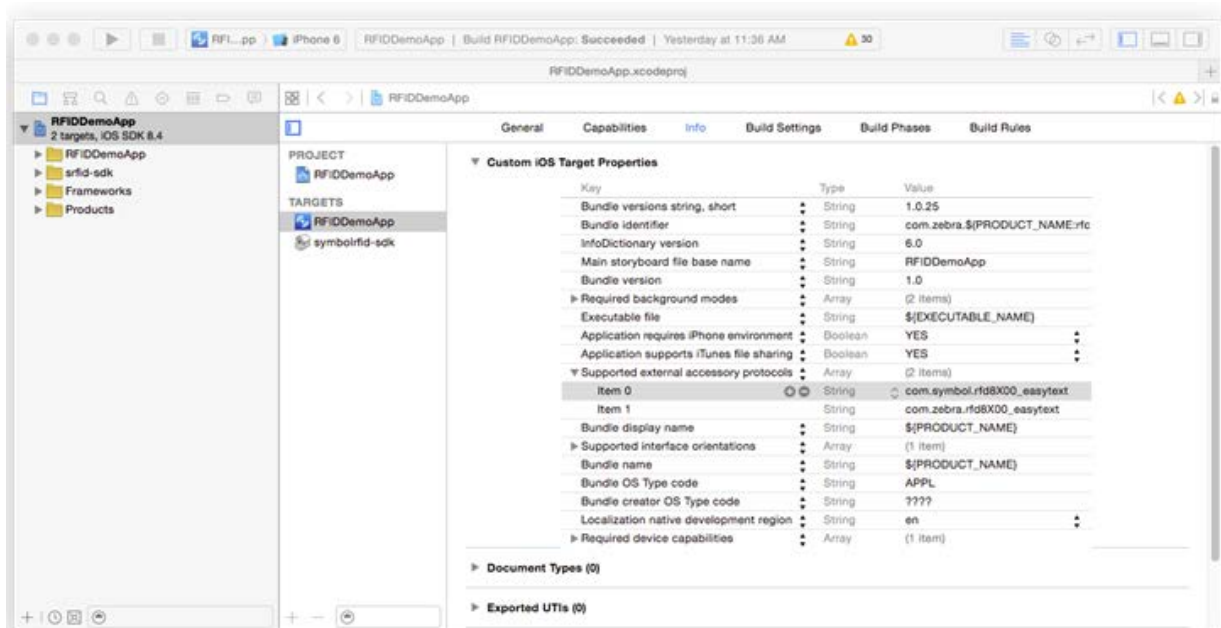 RFI...pp iPhone 6 RFIDDemoApp | Build RFIDDemoApp: Succeeded | Yesterday at 11:36 AM 30
RFIDDemoApp.xcodeproj
RFIDDemoApp
2 targets, iOS SDK 8.4
RFIDDemoApp
srfid-sdk
Frameworks
Products
RFIDDemoApp
General Capabilities Info Build Settings Build Phases Build Rules
PROJECT
RFIDDemoApp
TARGETS
RFIDDemoApp
symbolrfid-sdk
Custom iOS Target Properties
Key Type Value
Bundle versions string, short String 1.0.25
Bundle identifier String com.zebra.${PRODUCT_NAME:rfc
InfoDictionary version String 6.0
Main storyboard file base name String RFIDDemoApp
Bundle version String 1.0
Required background modes Array (2 items)
Executable file String ${EXECUTABLE_NAME}
Application requires iPhone environment Boolean YES
Application supports iTunes file sharing Boolean YES
Supported external accessory protocols Array (2 items)
Item 0 String com.symbol.rfd8X00_easytext
Item 1 String com.zebra.rfd8X00_easytext
Bundle display name String ${PRODUCT_NAME}
Supported interface orientations Array (1 item)
Bundle name String ${PRODUCT_NAME}
Bundle OS Type code String APPL
Bundle creator OS Type code String ????
Localization native development region String en
Required device capabilities Array (1 item)
Document Types (0)
Exported UTIs (0)